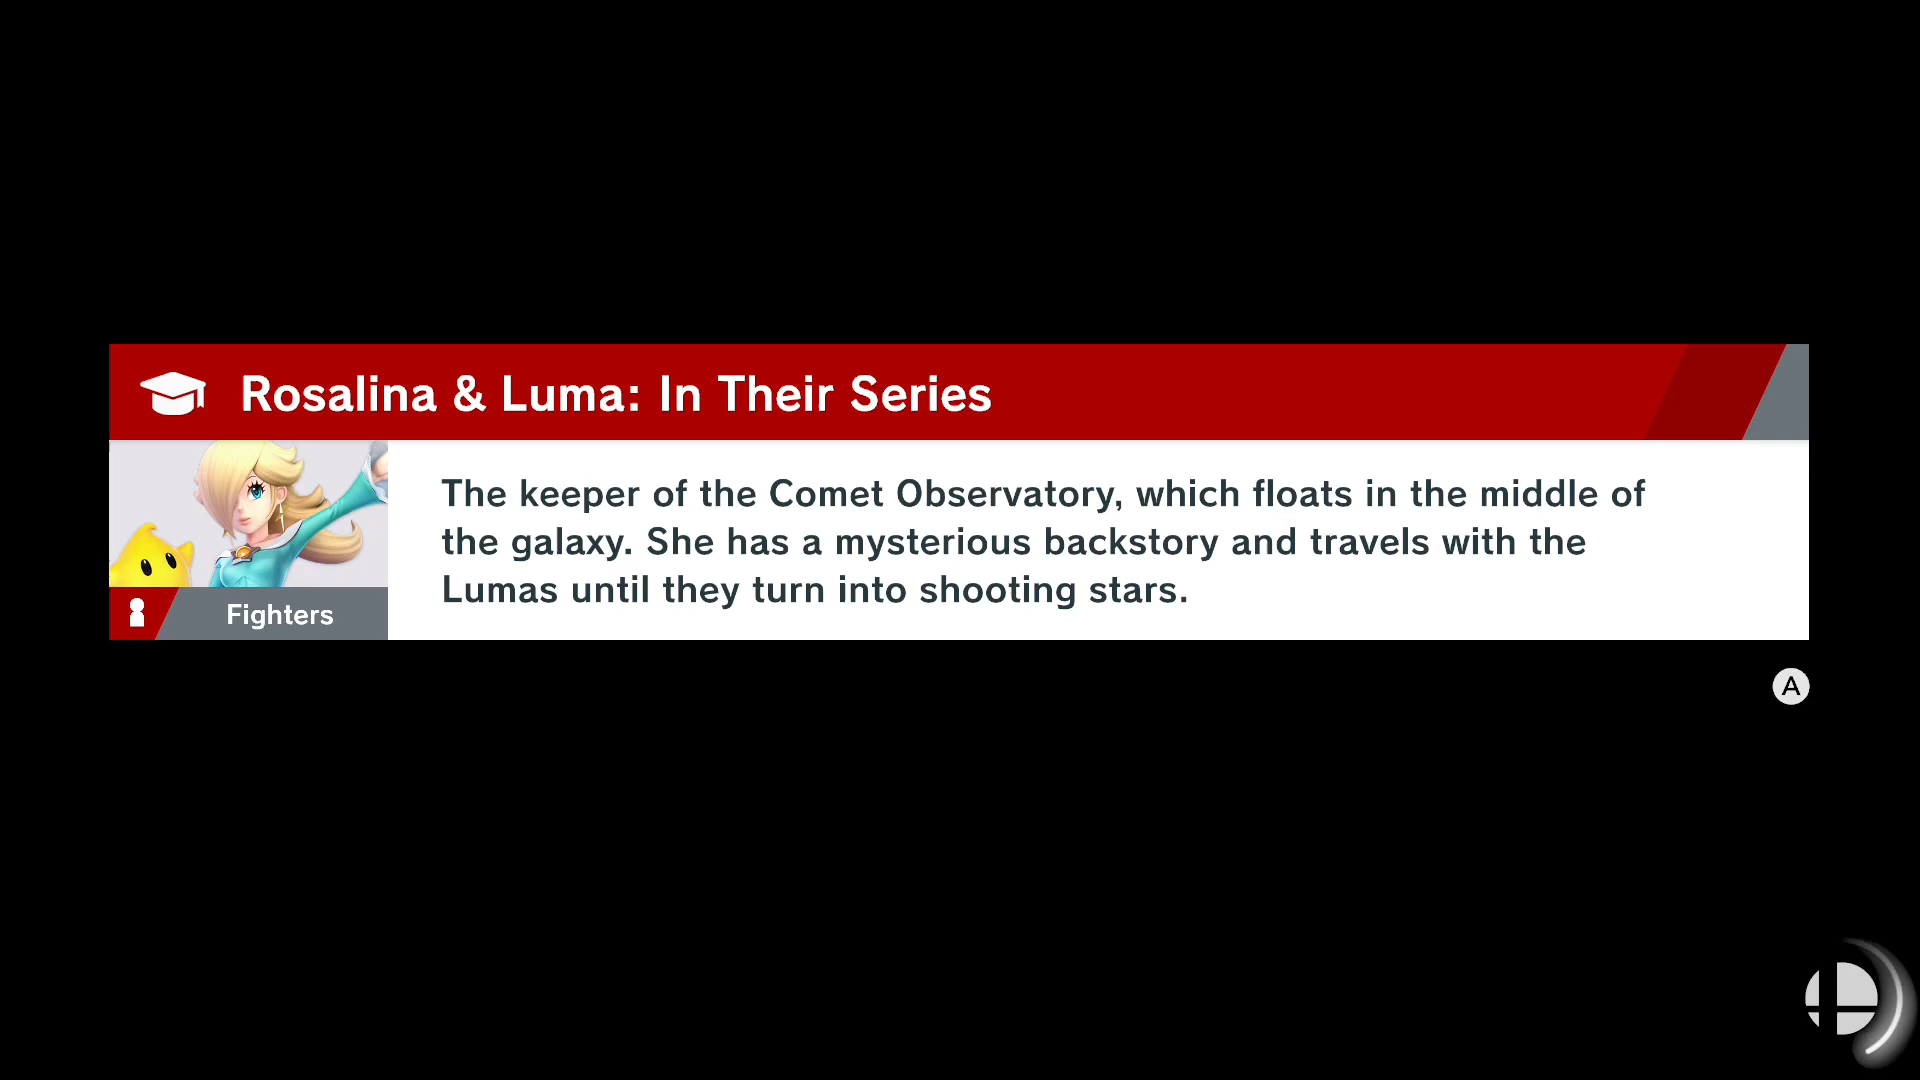 Rosalina & Luma: In Their Series
The keeper of the Comet Observatory, which floats in the middle of
the galaxy. She has a mysterious backstory and travels with the
Lumas until they turn into shooting stars.
Fighters
A